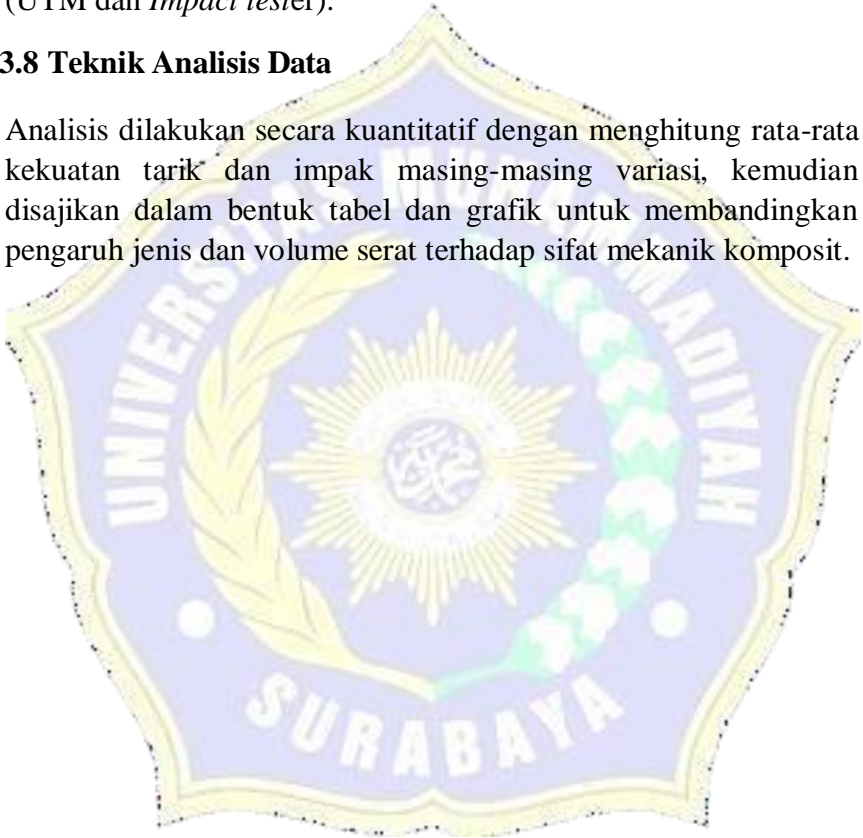 (UTM dan Impact tester).
3.8 Teknik Analisis Data
Analisis dilakukan secara kuantitatif dengan menghitung rata-rata
kekuatan tarik dan impak masing-masing variasi, kemudian
disajikan dalam bentuk tabel dan grafik untuk membandingkan
pengaruh jenis dan volume serat terhadap sifat mekanik komposit.
UNIVERSITAS MUHAMMADIYAH
SURABAYA